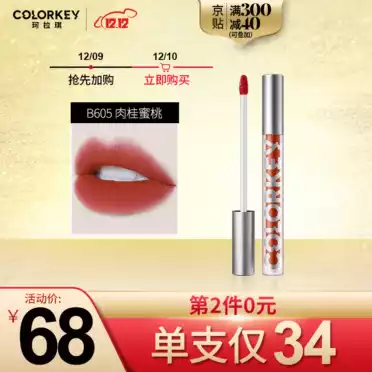 COLORKEY
珂拉琪
12.12
京贴
满300
减40
(可叠加)
12/09
12/10
抢先加购
立即购买
B605 肉桂蜜桃
活动价:
¥68
第2件0元
单支仅34